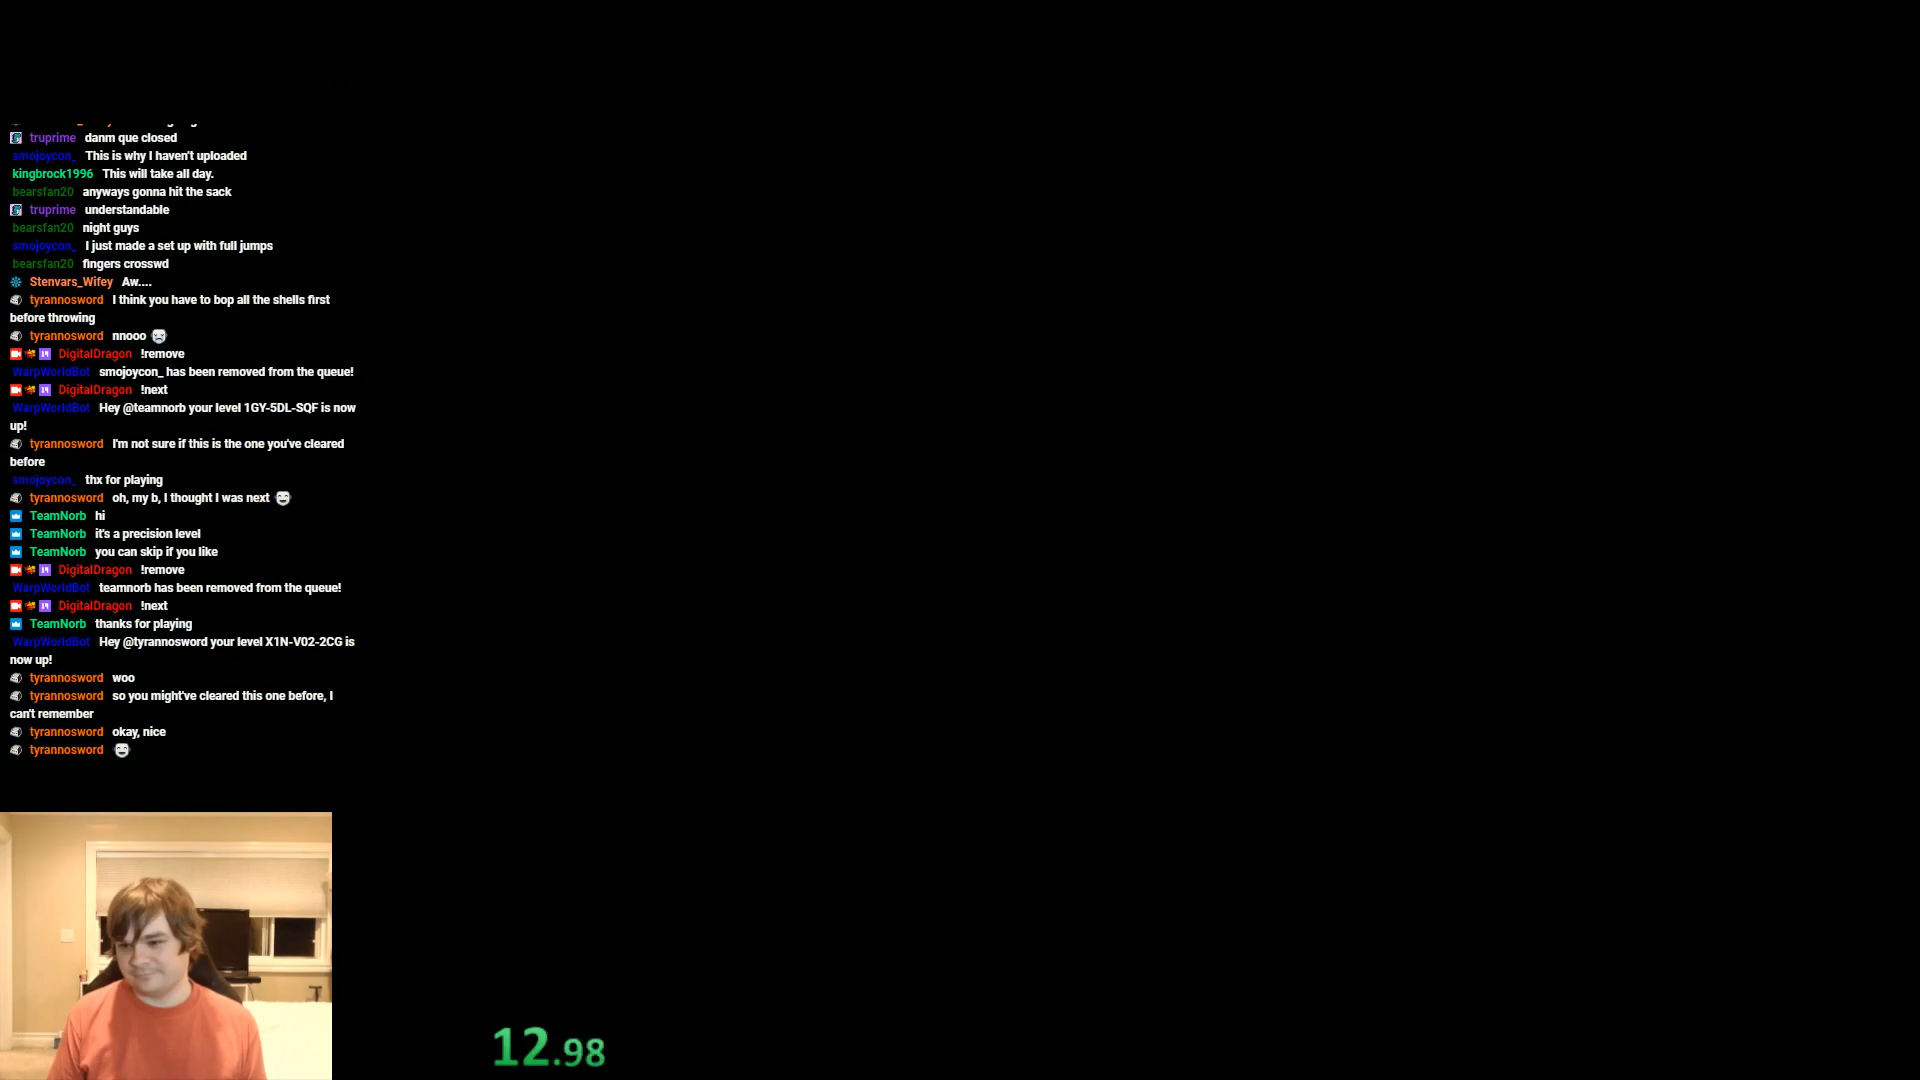 truprime danm que closed
smojoycon_ This is why I haven't uploaded
kingbrock1996 This will take all day.
bearsfan20 anyways gonna hit the sack
truprime understandable
bearsfan20 night guys
smojoycon_ I just made a set up with full jumps
bearsfan20 fingers crosswd
Stenvars_Wifey Aw....
tyrannosword I think you have to bop all the shells first
before throwing
tyrannosword nnooo
DigitalDragon !remove
WarpWorldBot smojoycon_ has been removed from the queue!
DigitalDragon !next
WarpWorldBot Hey @teamnorb your level 1GY-5DL-SQF is now
up!
tyrannosword I'm not sure if this is the one you've cleared
before
smojoycon_ thx for playing
tyrannosword oh, my b, I thought I was next
TeamNorb hi
TeamNorb it's a precision level
TeamNorb you can skip if you like
DigitalDragon !remove
WarpWorldBot teamnorb has been removed from the queue!
DigitalDragon !next
TeamNorb thanks for playing
WarpWorldBot Hey @tyrannosword your level X1N-V02-2CG is
now up!
tyrannosword woo
tyrannosword so you might've cleared this one before, I
can't remember
tyrannosword okay, nice
tyrannosword
12.98